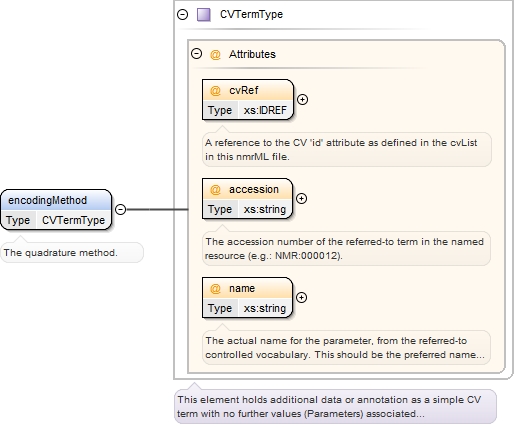 CVTermType
@ Attributes
@ cvRef
Type xs:IDREF
A reference to the CV 'id' attribute as defined in the cvList
in this nmrML file.
@ accession
Type xs:string
The accession number of the referred-to term in the named
resource (e.g.: NMR:000012).
@ name
Type xs:string
The actual name for the parameter, from the referred-to
controlled vocabulary. This should be the preferred name...
encodingMethod
Type CVTermType
The quadrature method.
This element holds additional data or annotation as a simple CV
term with no further values (Parameters) associated...